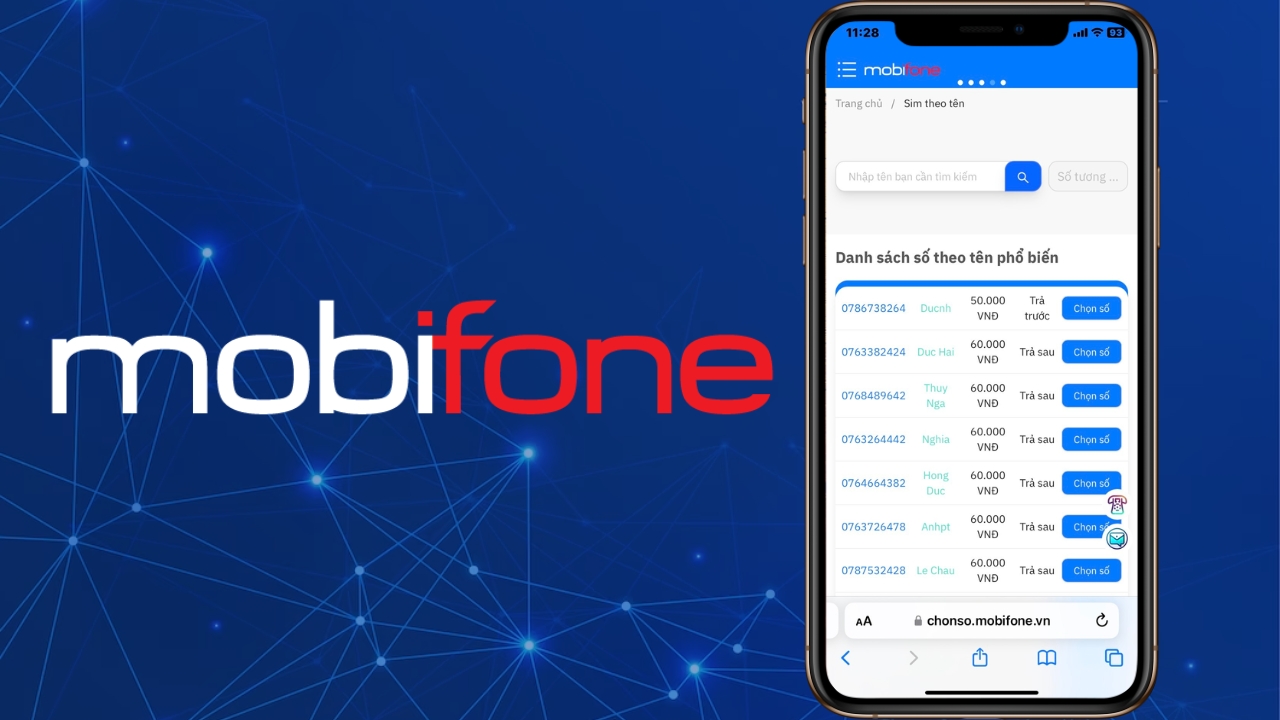 mobifone
11:28
93
mobifone
Trang chủ / Sim theo tên
Nhập tên bạn cần tìm kiếm
Số tương ...
Danh sách số theo tên phổ biến
0786738264 Ducnh 50.000 VNĐ Trả trước Chọn số
0763382424 Duc Hai 60.000 VNĐ Trả sau Chọn số
0768489642 Thuy Nga 60.000 VNĐ Trả sau Chọn số
0763264442 Nghia 60.000 VNĐ Trả sau Chọn số
0764664382 Hong Duc 60.000 VNĐ Trả sau Chọn số
0763726478 Anhpt 60.000 VNĐ Trả sau Chọn số
0787532428 Le Chau 60.000 VNĐ Trả sau Chọn số
AA chonso.mobifone.vn